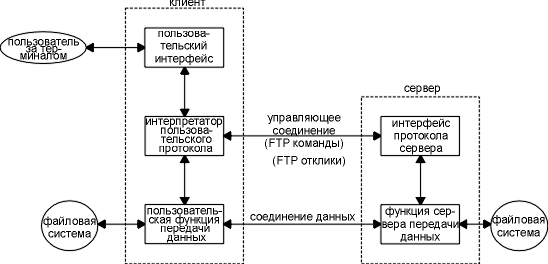 клиент
пользователь
за тер-
миналом
пользова-
тельский
интерфейс
сервер
интерпретатор
пользова-
тельского
протокола
управляющее
соединение
(FTP команды)
(FTP отклики)
интерфейс
протокола
сервера
файловая
система
пользователь-
ская функция
передачи
данных
соединение данных
функция сер-
вера передачи
данных
файловая
система